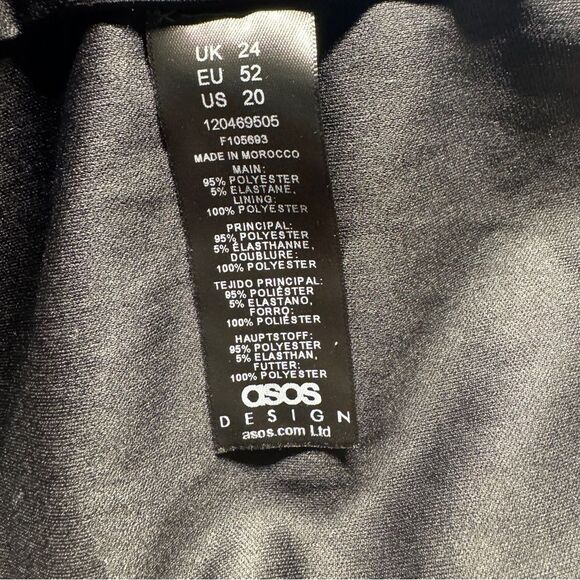 UK 24
EU 52
US 20
120469505
F105693
MADE IN MOROCCO
MAIN:
95% POLYESTER
5% ELASTANE,
LINING:
100% POLYESTER
PRINCIPAL:
95% POLYESTER
5% ÉLASTHANNE,
DOUBLURE:
100% POLYESTER
TEJIDO PRINCIPAL:
95% POLIÉSTER
5% ELASTANO,
FORRO:
100% POLIÉSTER
HAUPTSTOFF:
95% POLYESTER
5% ELASTHAN,
FUTTER:
100% POLYESTER
asos
DESIGN
asos.com Ltd